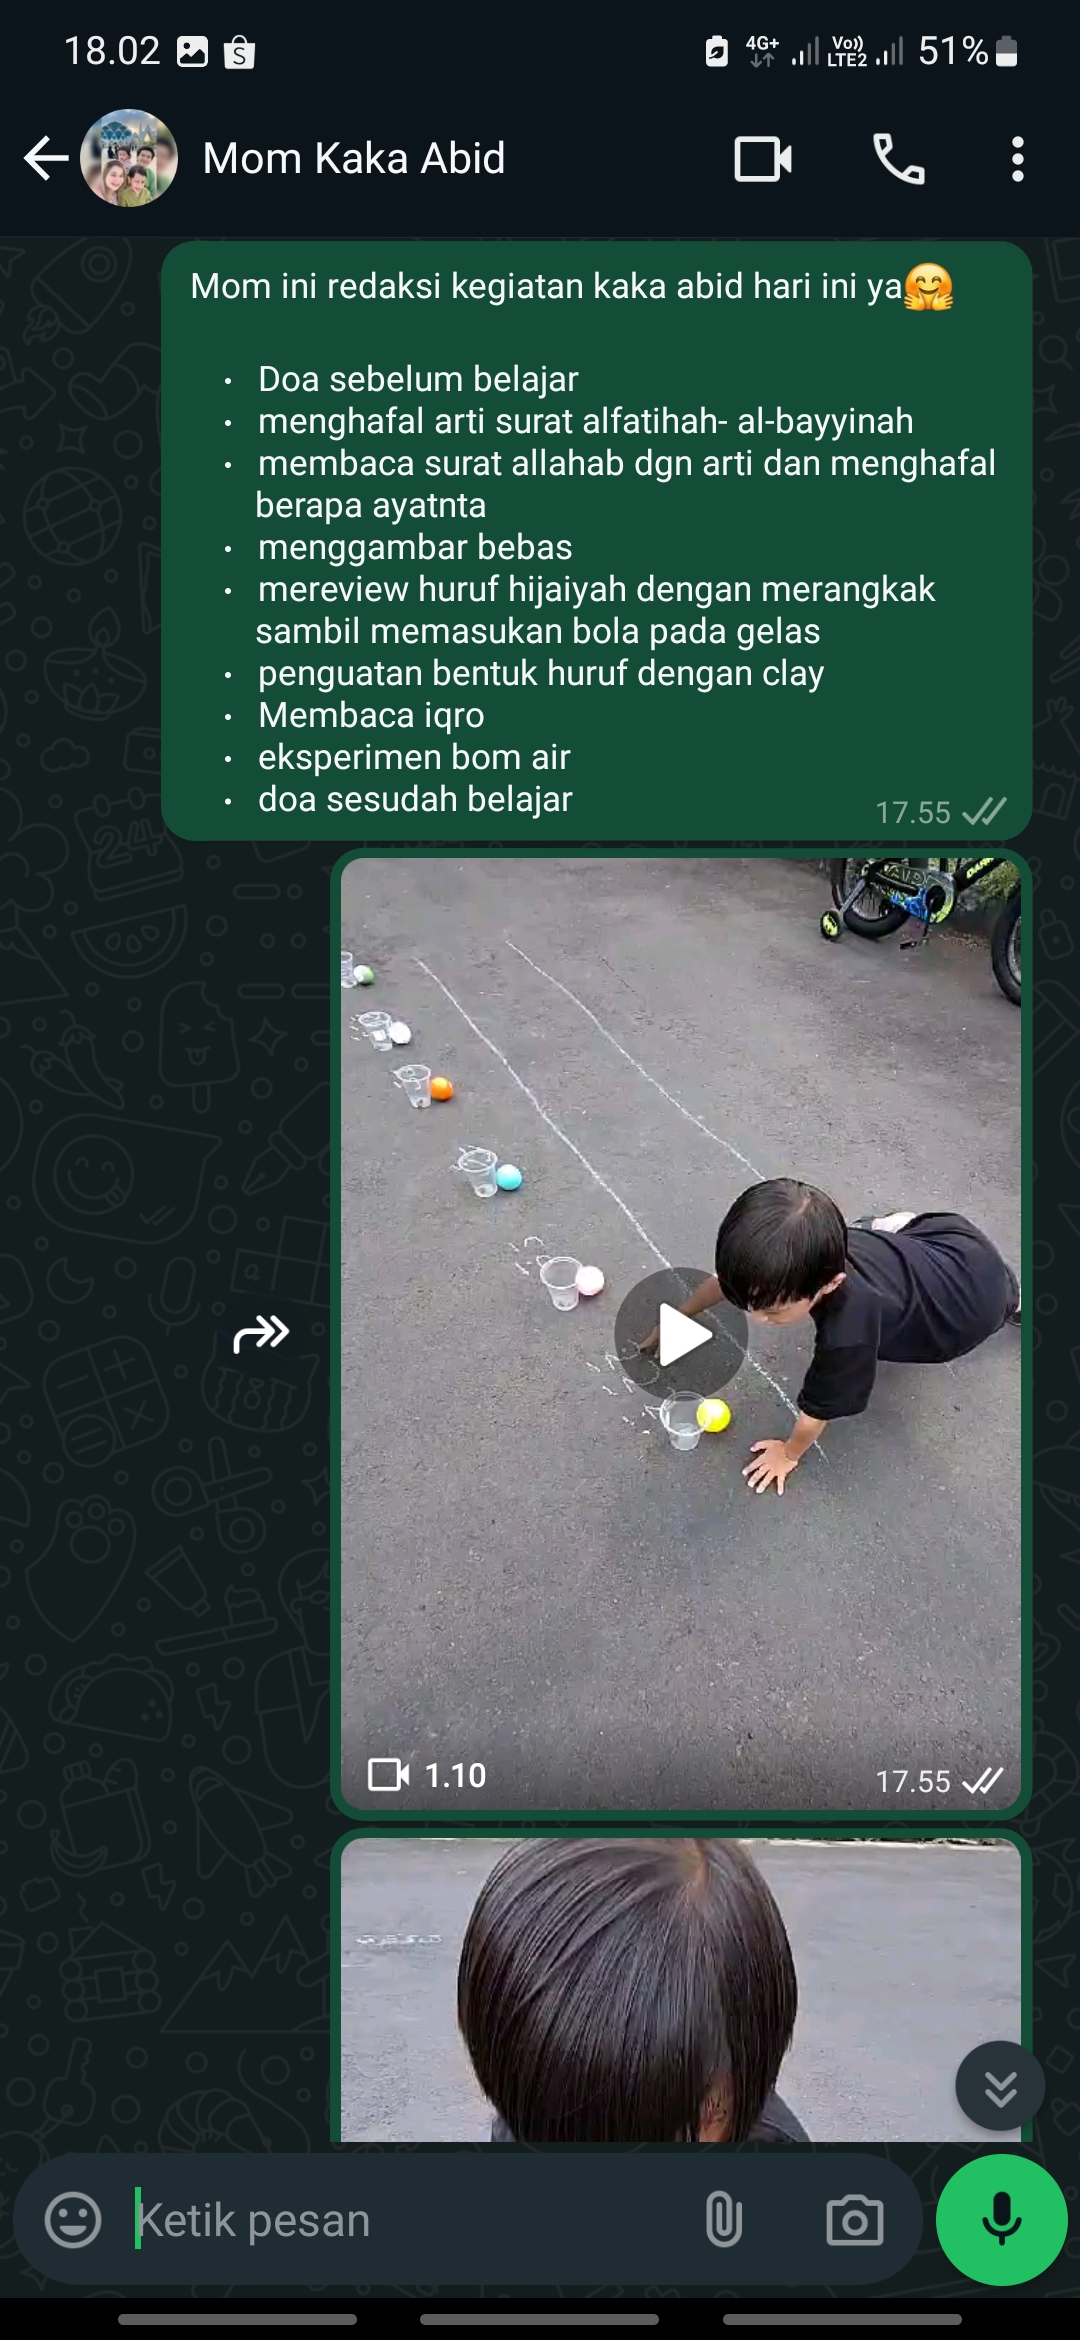 18.02
4G+
Vo))
LTE2
51%
Mom Kaka Abid
Mom ini redaksi kegiatan kaka abid hari ini ya🤗
• Doa sebelum belajar
• menghafal arti surat alfatihah- al-bayyinah
• membaca surat allahab dgn arti dan menghafal
berapa ayatnta
• menggambar bebas
• mereview huruf hijaiyah dengan merangkak
sambil memasukan bola pada gelas
• penguatan bentuk huruf dengan clay
• Membaca iqro
• eksperimen bom air
• doa sesudah belajar
17.55
1.10
17.55
Ketik pesan